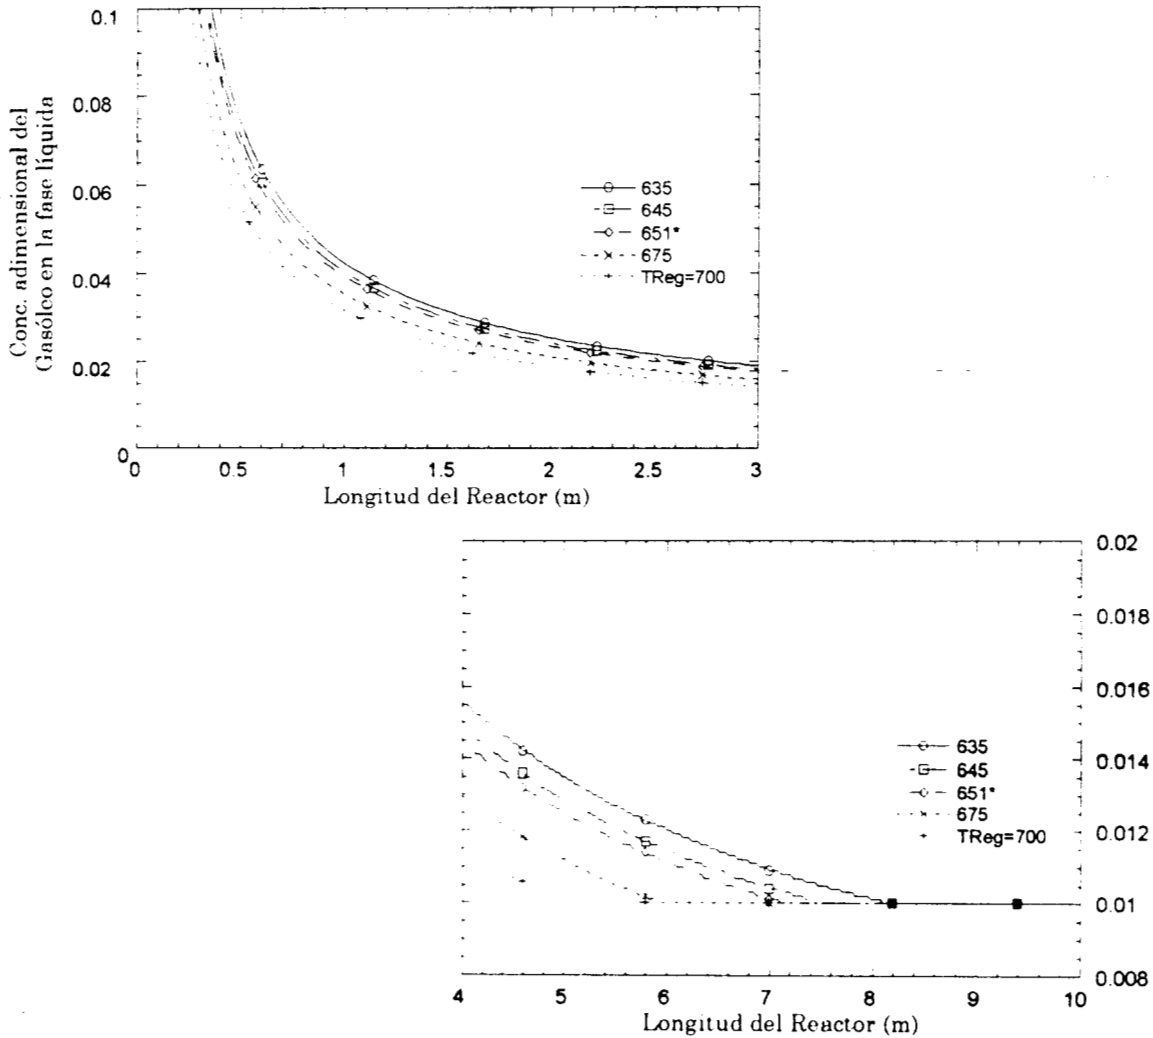 Conc. adimensional del
Gasólco en la fase líquida
0.1
0.08
0.06
0.04
0.02
0
0 0.5 1 1.5 2 2.5 3
Longitud del Reactor (m)
635
645
651*
675
TReg=700
0.02
0.018
0.016
0.014
0.012
0.01
0.008
635
645
651*
675
TReg=700
4 5 6 7 8 9 10
Longitud del Reactor (m)